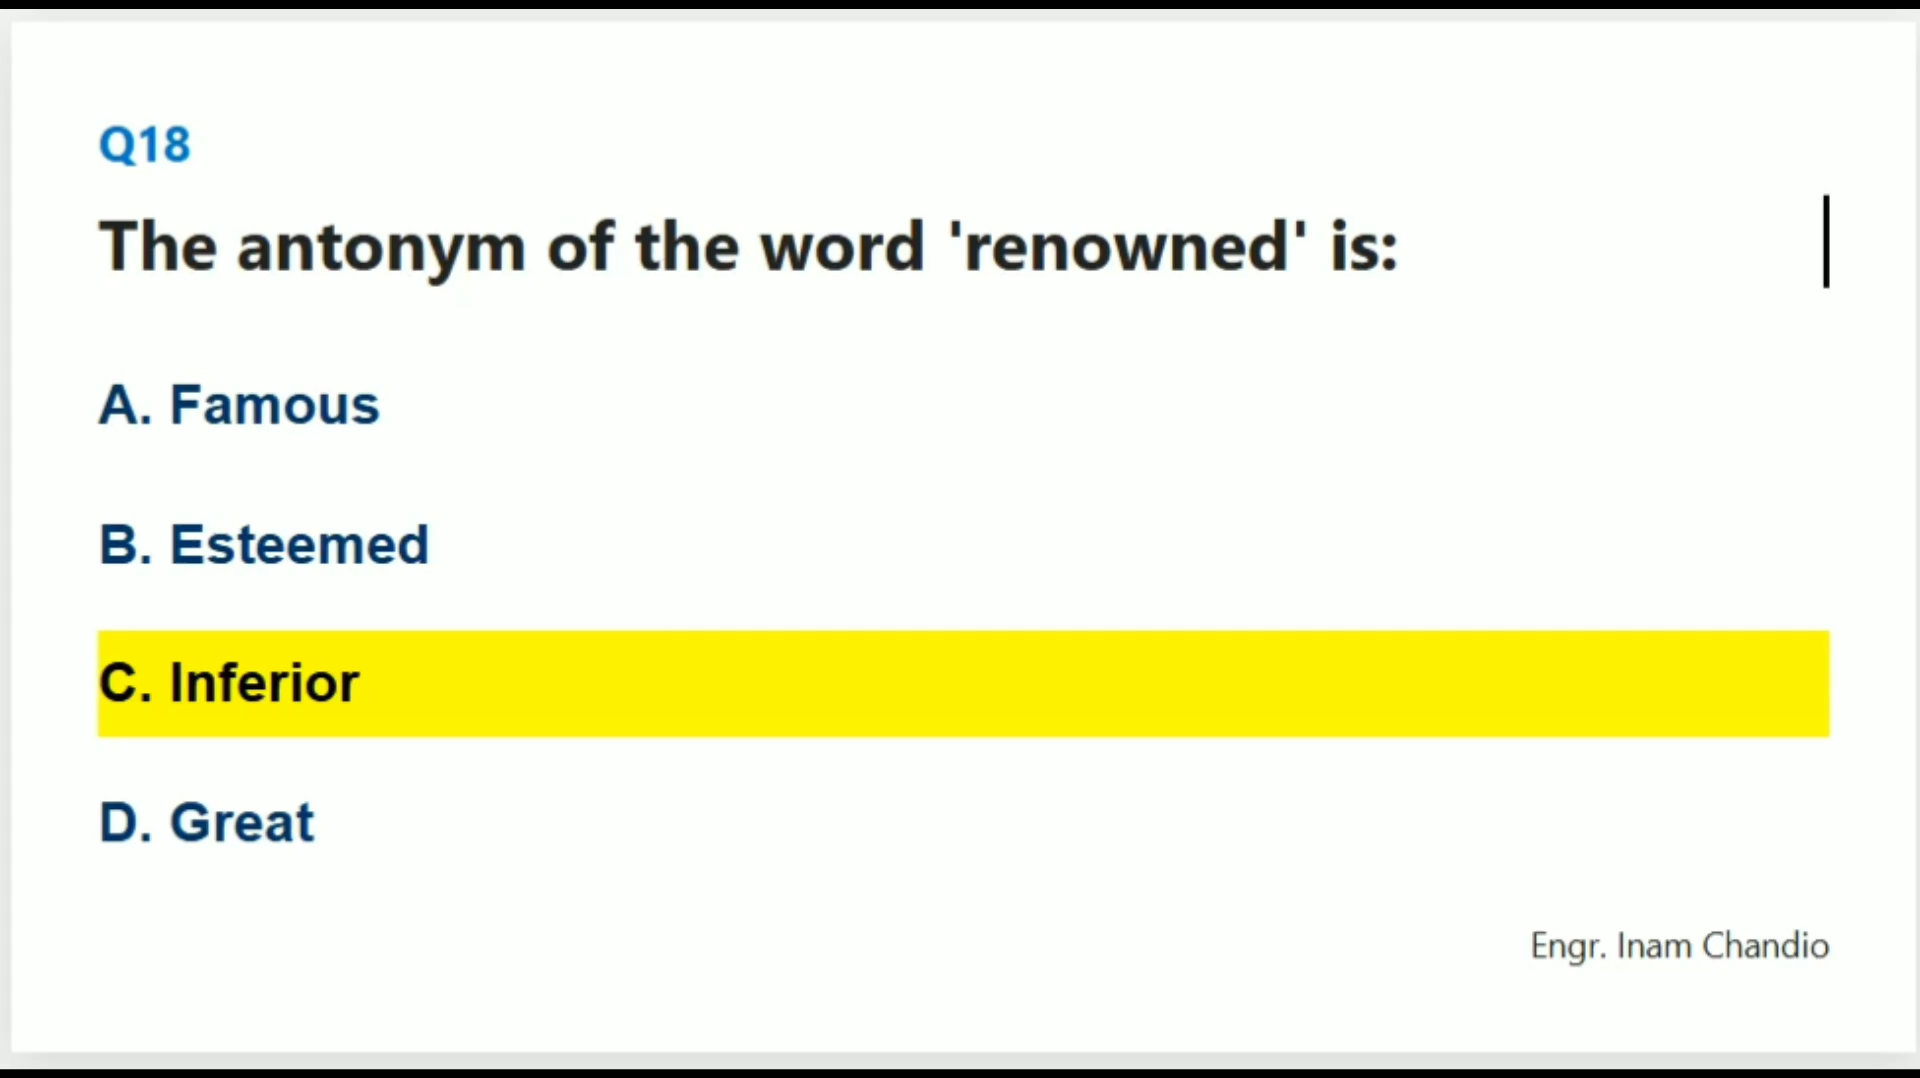 Q18
The antonym of the word 'renowned' is:
A. Famous
B. Esteemed
C. Inferior
D. Great
Engr. Inam Chandio